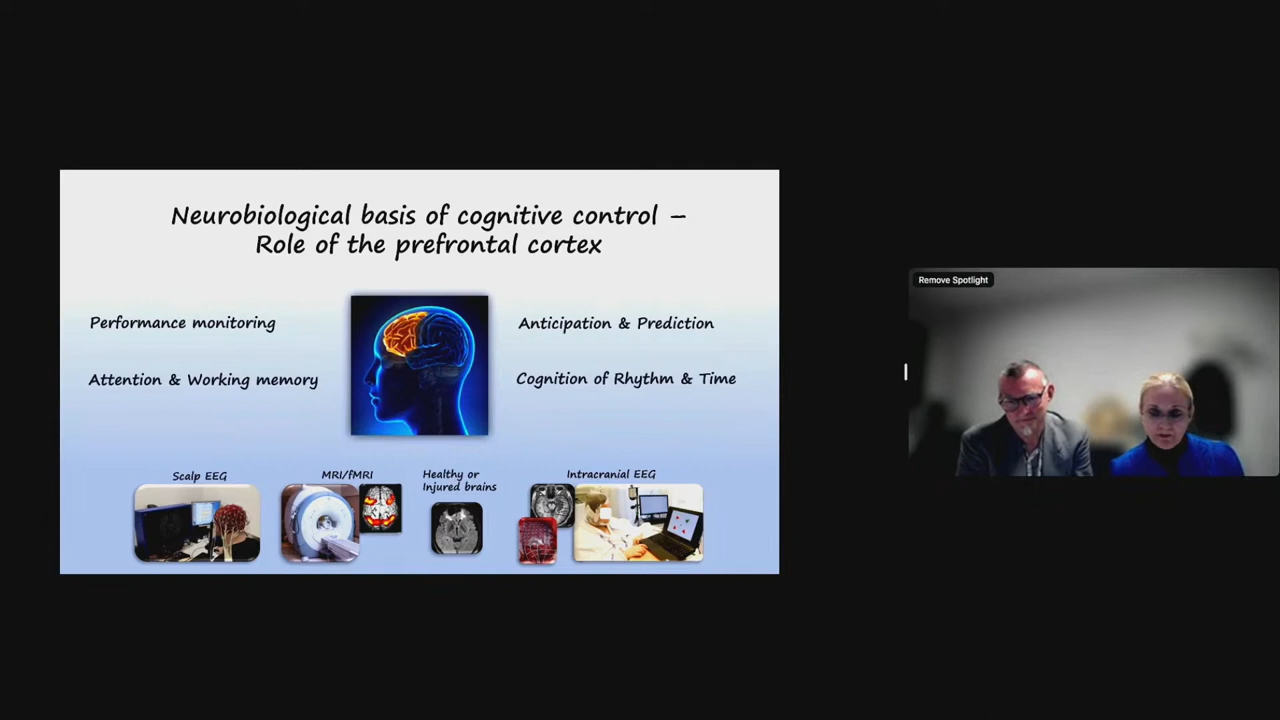 Neurobiological basis of cognitive control –
Role of the prefrontal cortex
Performance monitoring
Anticipation & Prediction
Attention & Working memory
Cognition of Rhythm & Time
Scalp EEG
MRI/fMRI
Healthy or
Injured brains
Intracranial EEG
Remove Spotlight